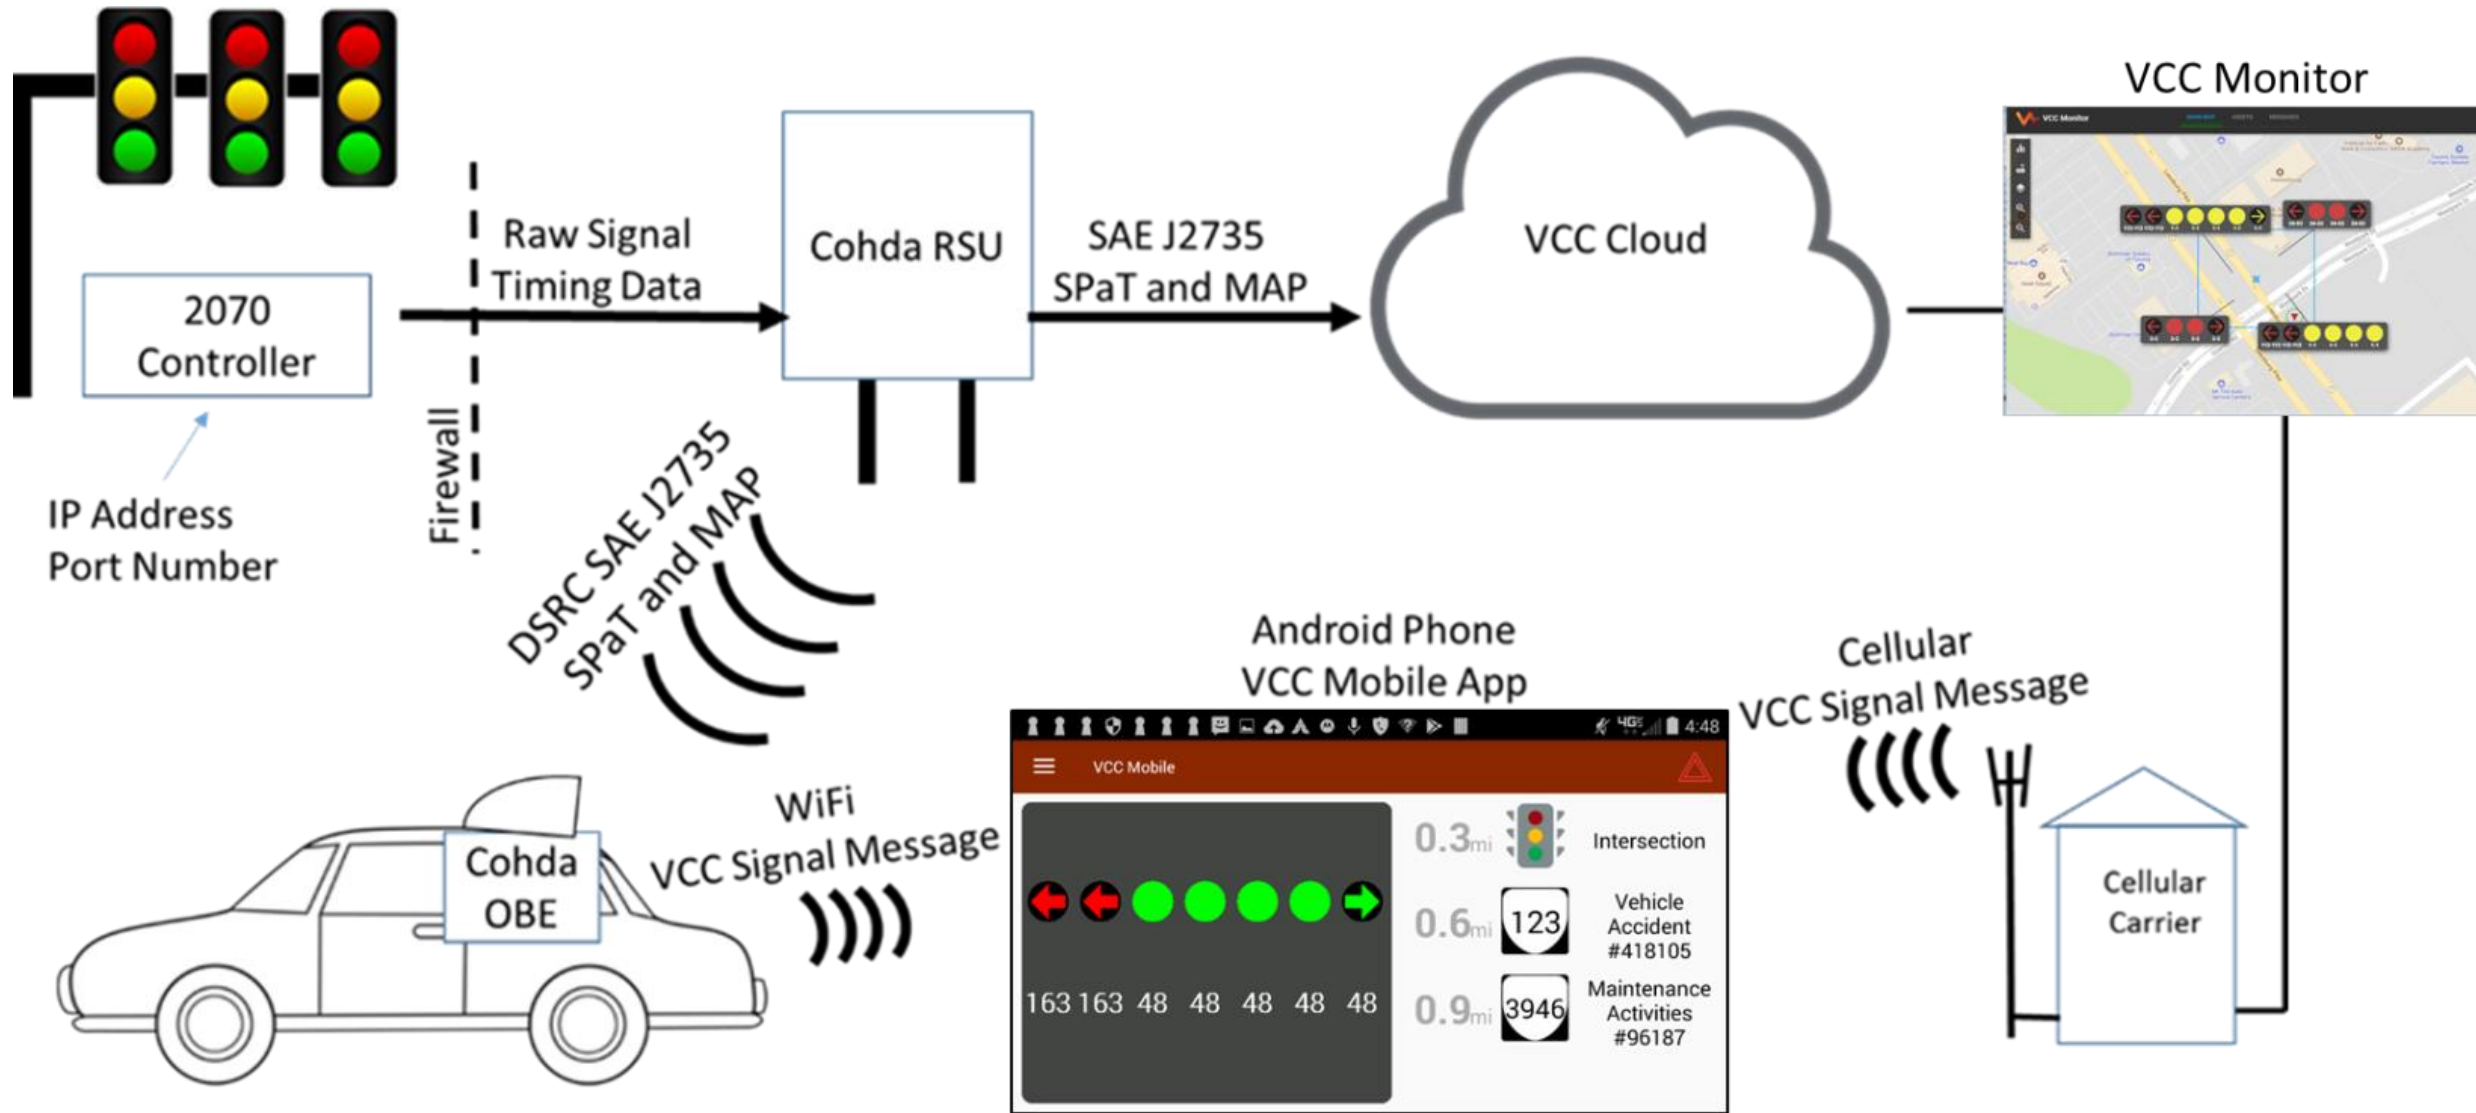 VCC Monitor
VCC Monitor
2070
Controller
IP Address
Port Number
Firewall
Raw Signal
Timing Data
Cohda RSU
SAE J2735
SPaT and MAP
VCC Cloud
DSRC SAE J2735
SPaT and MAP
Android Phone
VCC Mobile App
Cellular
VCC Signal Message
WiFi
VCC Signal Message
Cohda
OBE
4G
4:48
VCC Mobile
163 163 48 48 48 48 48
0.3mi
Intersection
0.6mi
123
Vehicle
Accident
#418105
0.9mi
3946
Maintenance
Activities
#96187
Cellular
Carrier